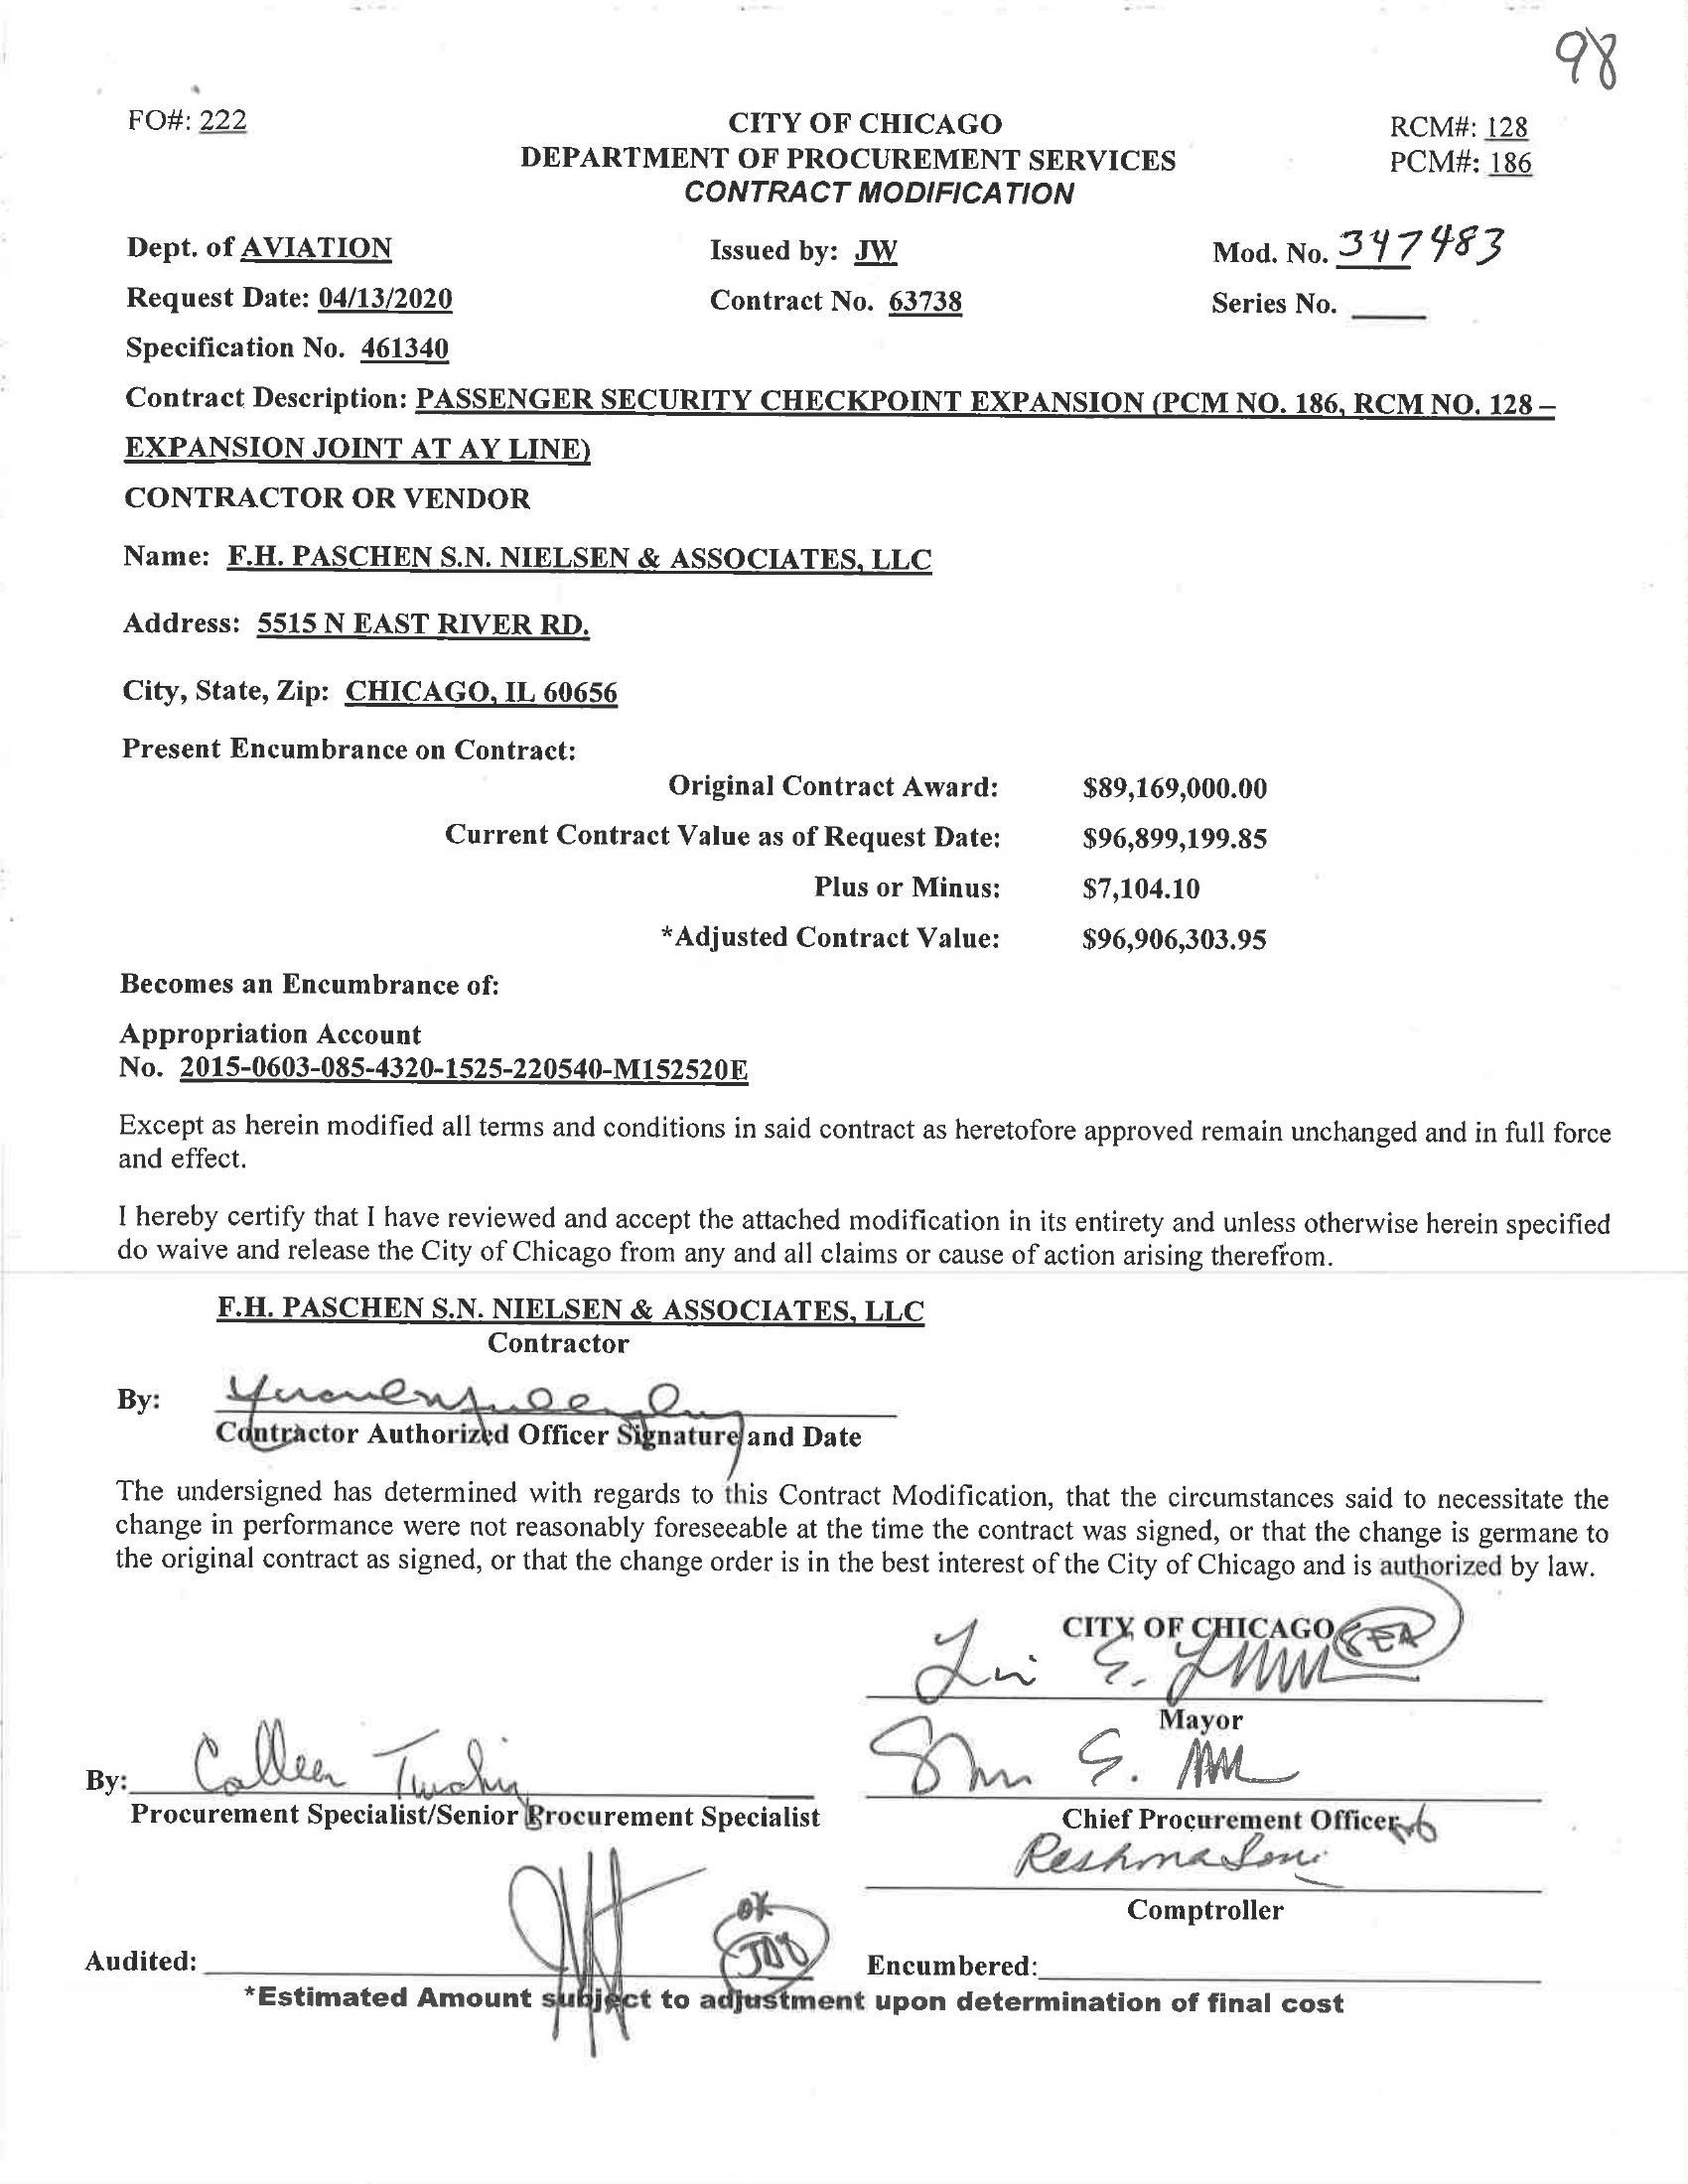 98
FO#: 222
CITY OF CHICAGO
RCM#: 128
DEPARTMENT OF PROCUREMENT SERVICES
PCM#: 186
CONTRACT MODIFICATION
Dept. of AVIATION
Issued by: JW
Mod. No. 347483
Request Date: 04/13/2020
Contract No. 63738
Series No.
Specification No. 461340
Contract Description: PASSENGER SECURITY CHECKPOINT EXPANSION (PCM NO. 186, RCM NO. 128 –
EXPANSION JOINT AT AY LINE)
CONTRACTOR OR VENDOR
Name: F.H. PASCHEN S.N. NIELSEN & ASSOCIATES, LLC
Address: 5515 N EAST RIVER RD.
City, State, Zip: CHICAGO, IL 60656
Present Encumbrance on Contract:
Original Contract Award: $89,169,000.00
Current Contract Value as of Request Date: $96,899,199.85
Plus or Minus: $7,104.10
*Adjusted Contract Value: $96,906,303.95
Becomes an Encumbrance of:
Appropriation Account
No. 2015-0603-085-4320-1525-220540-M152520E
Except as herein modified all terms and conditions in said contract as heretofore approved remain unchanged and in full force
and effect.
I hereby certify that I have reviewed and accept the attached modification in its entirety and unless otherwise herein specified
do waive and release the City of Chicago from any and all claims or cause of action arising therefrom.
F.H. PASCHEN S.N. NIELSEN & ASSOCIATES, LLC
Contractor
By:
Contractor Authorized Officer Signature and Date
The undersigned has determined with regards to this Contract Modification, that the circumstances said to necessitate the
change in performance were not reasonably foreseeable at the time the contract was signed, or that the change is germane to
the original contract as signed, or that the change order is in the best interest of the City of Chicago and is authorized by law.
CITY OF CHICAGO
Mayor
By: Colleen
Procurement Specialist/Senior Procurement Specialist
Chief Procurement Officer
Reshma Soni
Comptroller
OK
Audited:
Encumbered:
*Estimated Amount subject to adjustment upon determination of final cost